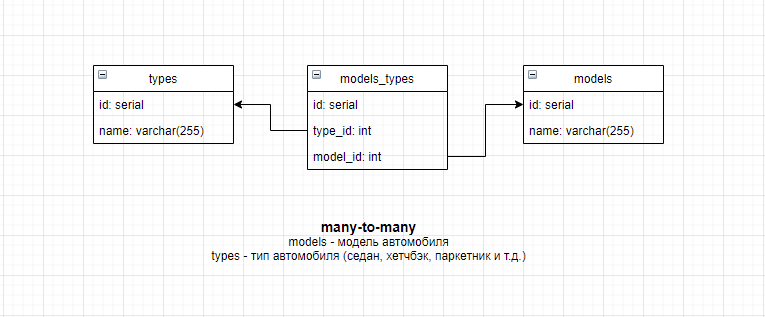 types
id: serial
name: varchar(255)
models_types
id: serial
type_id: int
model_id: int
models
id: serial
name: varchar(255)
many-to-many
models - модель автомобиля
types - тип автомобиля (седан, хетчбэк, паркетник и т.д.)